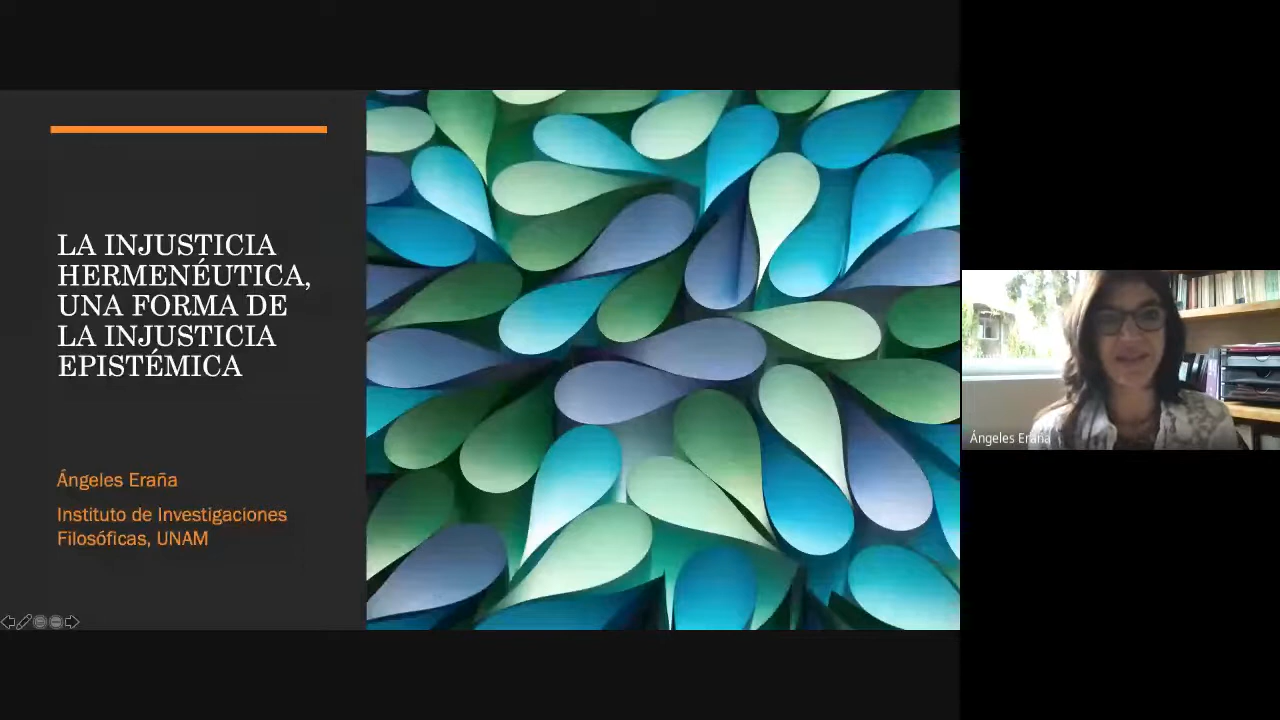 LA INJUSTICIA
HERMENÉUTICA,
UNA FORMA DE
LA INJUSTICIA
EPISTÉMICA
Ángeles Eraña
Instituto de Investigaciones
Filosóficas, UNAM
Ángeles Eraña